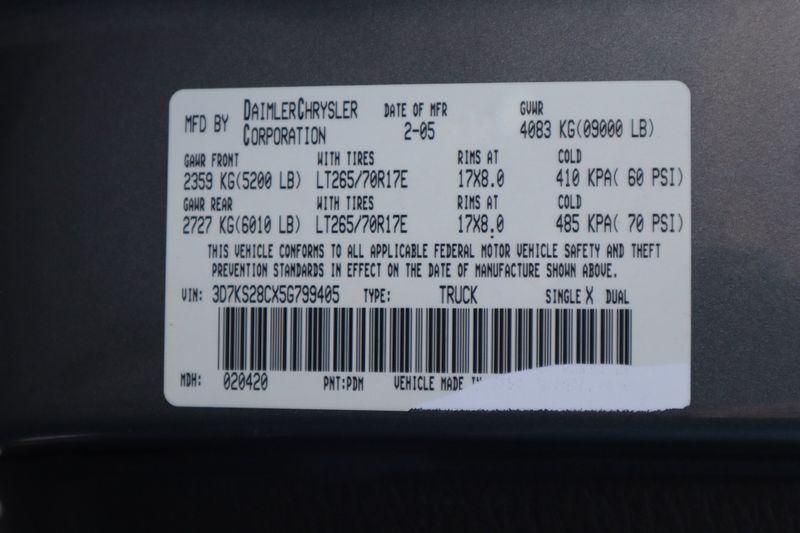 MFD BY DAIMLERCHRYSLER CORPORATION DATE OF MFR 2-05 GVWR 4083 KG(09000 LB)
GAWR FRONT WITH TIRES RIMS AT COLD
2359 KG(5200 LB) LT265/70R17E 17X8.0 410 KPA( 60 PSI)
GAWR REAR WITH TIRES RIMS AT COLD
2727 KG(6010 LB) LT265/70R17E 17X8.0 485 KPA( 70 PSI)
THIS VEHICLE CONFORMS TO ALL APPLICABLE FEDERAL MOTOR VEHICLE SAFETY AND THEFT
PREVENTION STANDARDS IN EFFECT ON THE DATE OF MANUFACTURE SHOWN ABOVE.
VIN: 3D7KS28CX5G799405 TYPE: TRUCK SINGLE X DUAL
MDH: 020420 PNT:PDM VEHICLE MADE IN